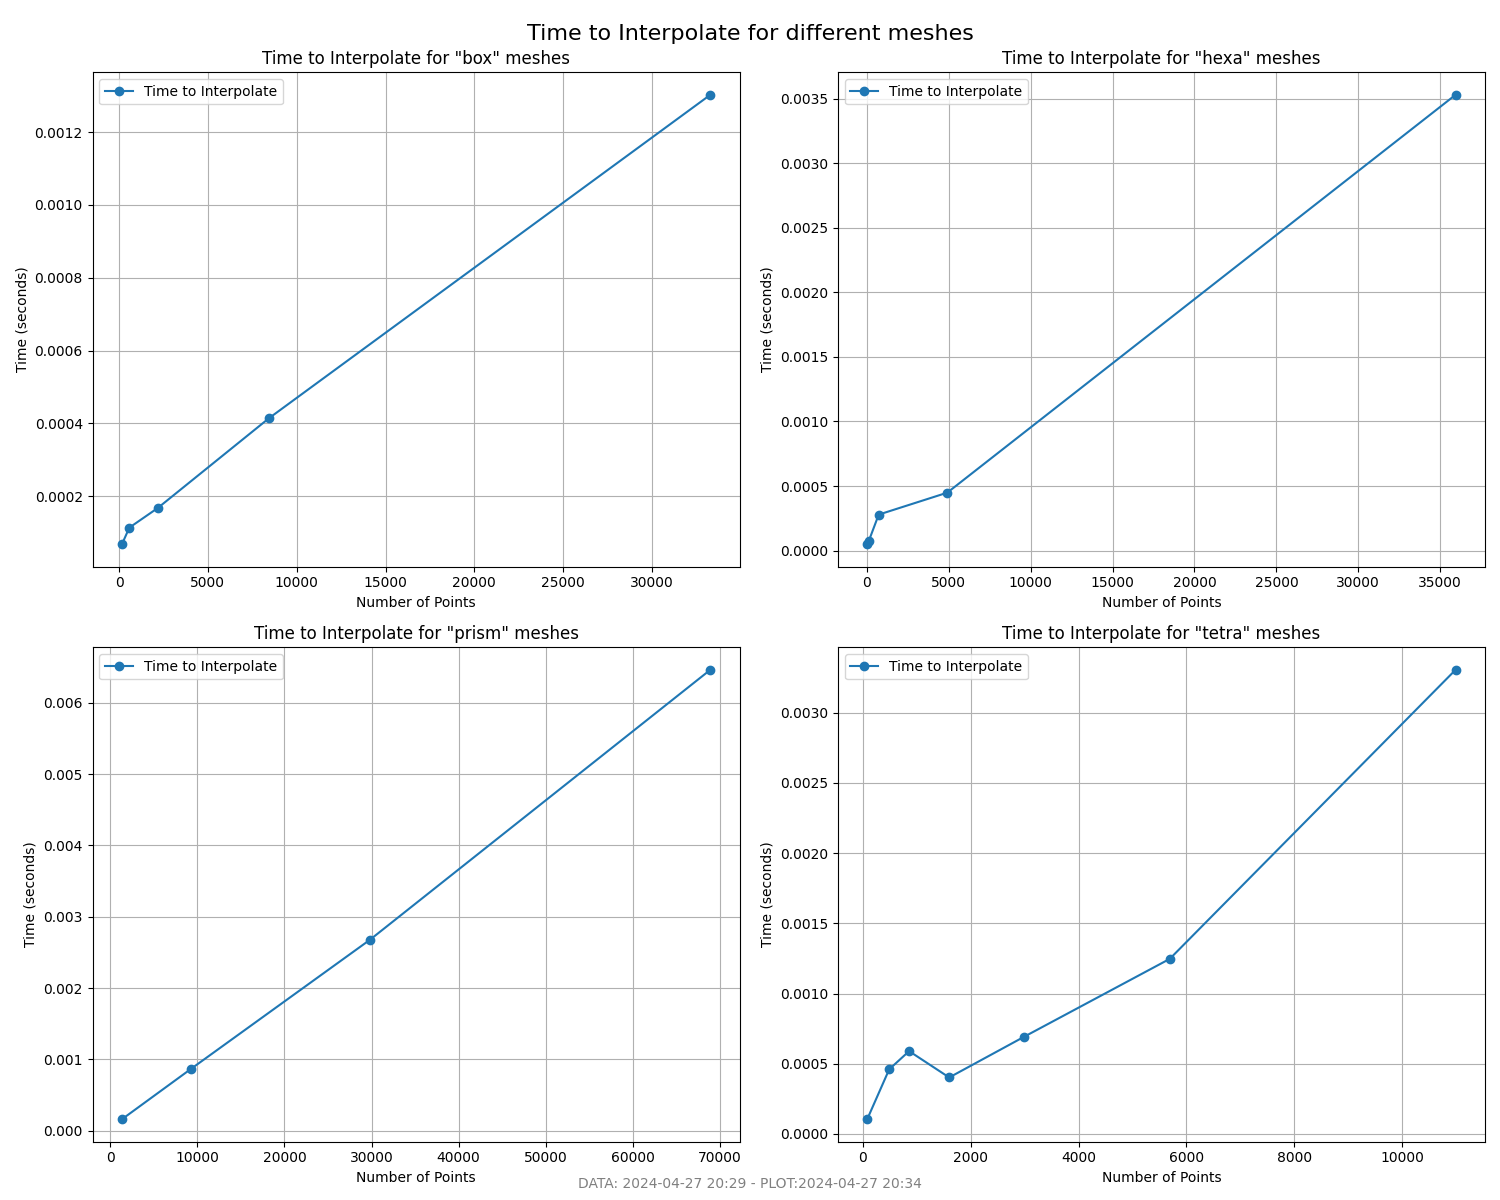 Time to Interpolate for different meshes
Time to Interpolate for "box" meshes
Time to Interpolate
0.0012
0.0010
0.0008
0.0006
0.0004
0.0002
Time (seconds)
0 5000 10000 15000 20000 25000 30000
Number of Points
Time to Interpolate for "hexa" meshes
Time to Interpolate
0.0035
0.0030
0.0025
0.0020
0.0015
0.0010
0.0005
0.0000
Time (seconds)
0 5000 10000 15000 20000 25000 30000 35000
Number of Points
Time to Interpolate for "prism" meshes
Time to Interpolate
0.006
0.005
0.004
0.003
0.002
0.001
0.000
Time (seconds)
0 10000 20000 30000 40000 50000 60000 70000
Number of Points
Time to Interpolate for "tetra" meshes
Time to Interpolate
0.0030
0.0025
0.0020
0.0015
0.0010
0.0005
0.0000
Time (seconds)
0 2000 4000 6000 8000 10000
Number of Points
DATA: 2024-04-27 20:29 - PLOT:2024-04-27 20:34